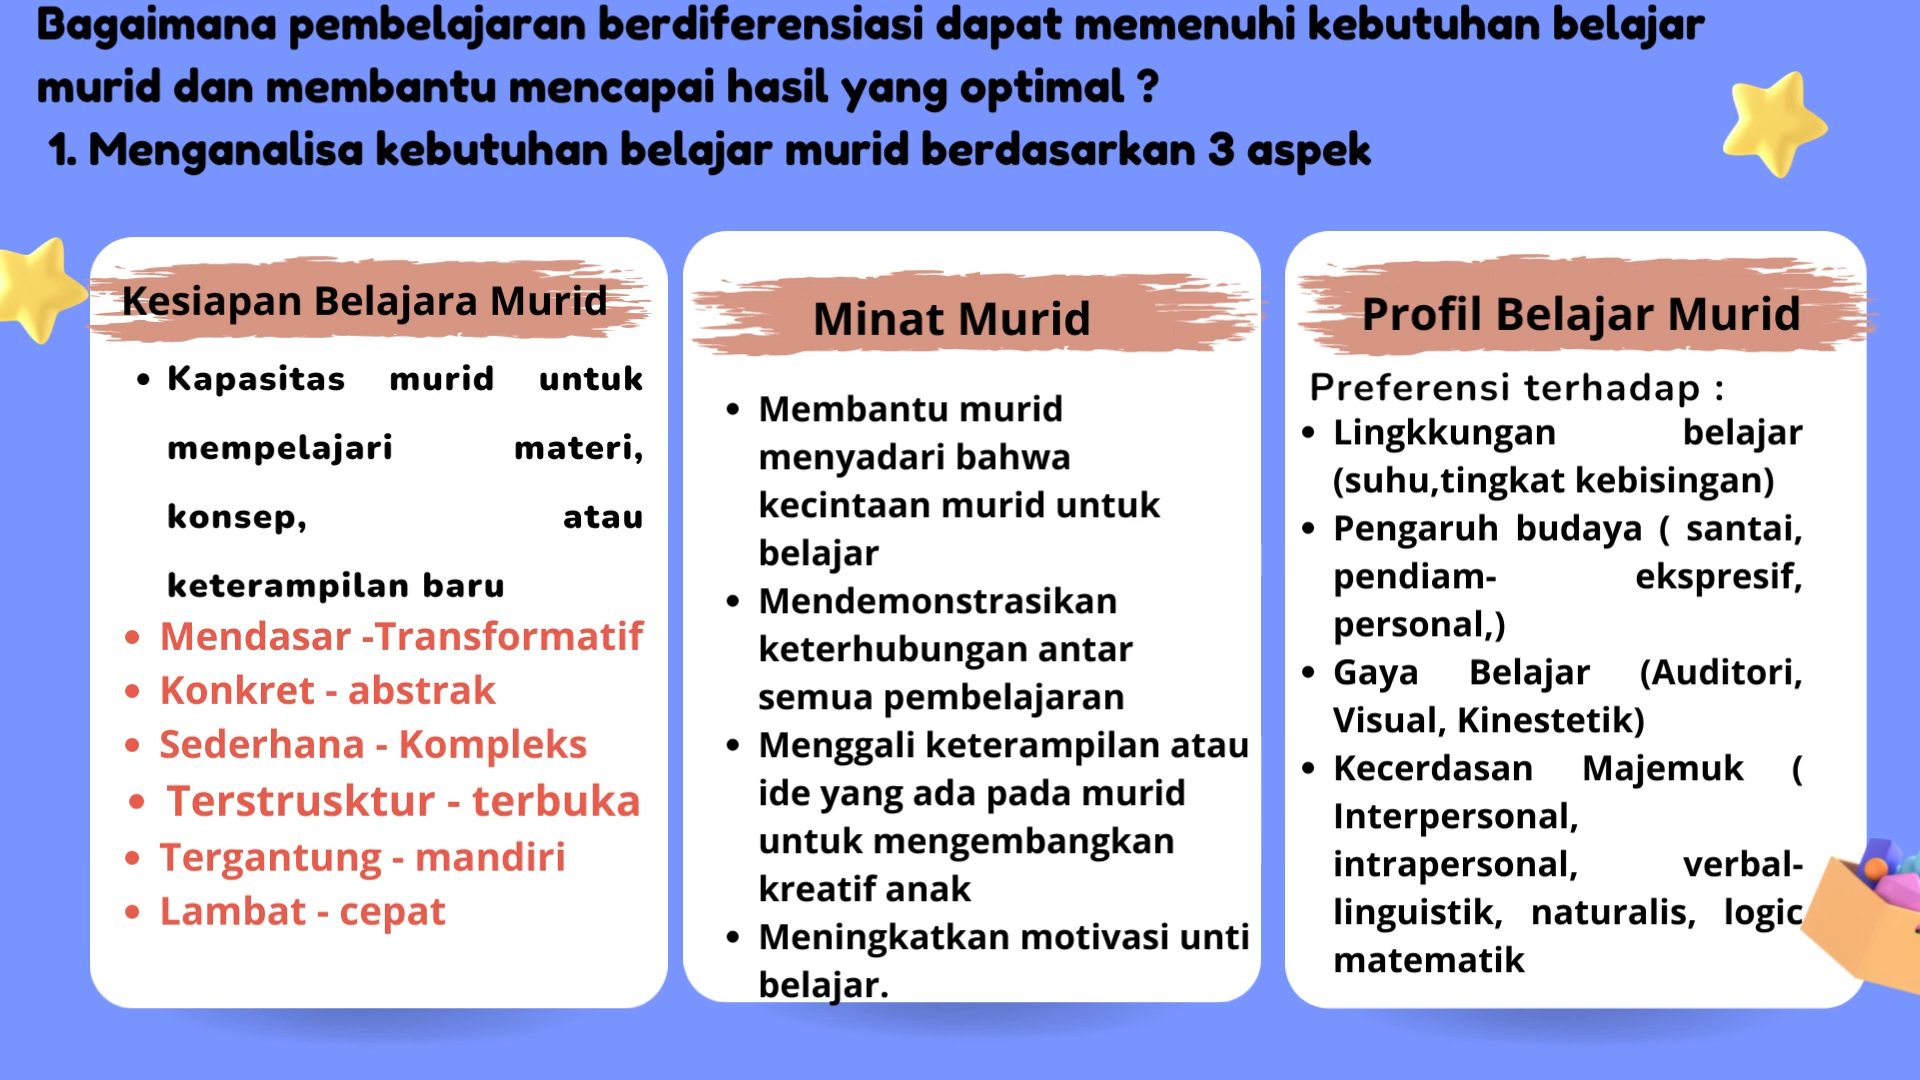 Bagaimana pembelajaran berdiferensiasi dapat memenuhi kebutuhan belajar
murid dan membantu mencapai hasil yang optimal ?
1. Menganalisa kebutuhan belajar murid berdasarkan 3 aspek
Kesiapan Belajara Murid
• Kapasitas murid untuk
mempelajari materi,
konsep, atau
keterampilan baru
• Mendasar -Transformatif
• Konkret - abstrak
• Sederhana - Kompleks
• Terstrusktur - terbuka
• Tergantung - mandiri
• Lambat - cepat
Minat Murid
• Membantu murid
menyadari bahwa
kecintaan murid untuk
belajar
• Mendemonstrasikan
keterhubungan antar
semua pembelajaran
• Menggali keterampilan atau
ide yang ada pada murid
untuk mengembangkan
kreatif anak
• Meningkatkan motivasi unti
belajar.
Profil Belajar Murid
Preferensi terhadap :
• Lingkkungan belajar
(suhu,tingkat kebisingan)
• Pengaruh budaya ( santai,
pendiam- ekspresif,
personal,)
• Gaya Belajar (Auditori,
Visual, Kinestetik)
• Kecerdasan Majemuk (
Interpersonal,
intrapersonal, verbal-
linguistik, naturalis, logic
matematik